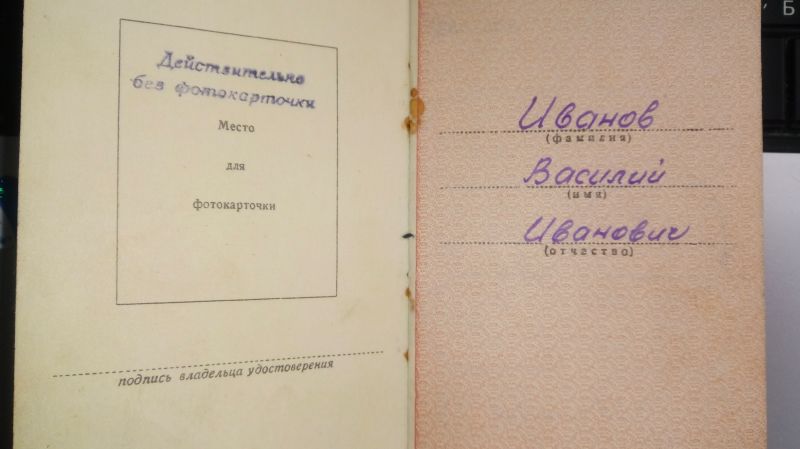 Действительно
без фотокарточки
Место
для
фотокарточки
подпись владельца удостоверения
Иванов
(фамилия)
Василий
(имя)
Иванович
(отчество)
Б